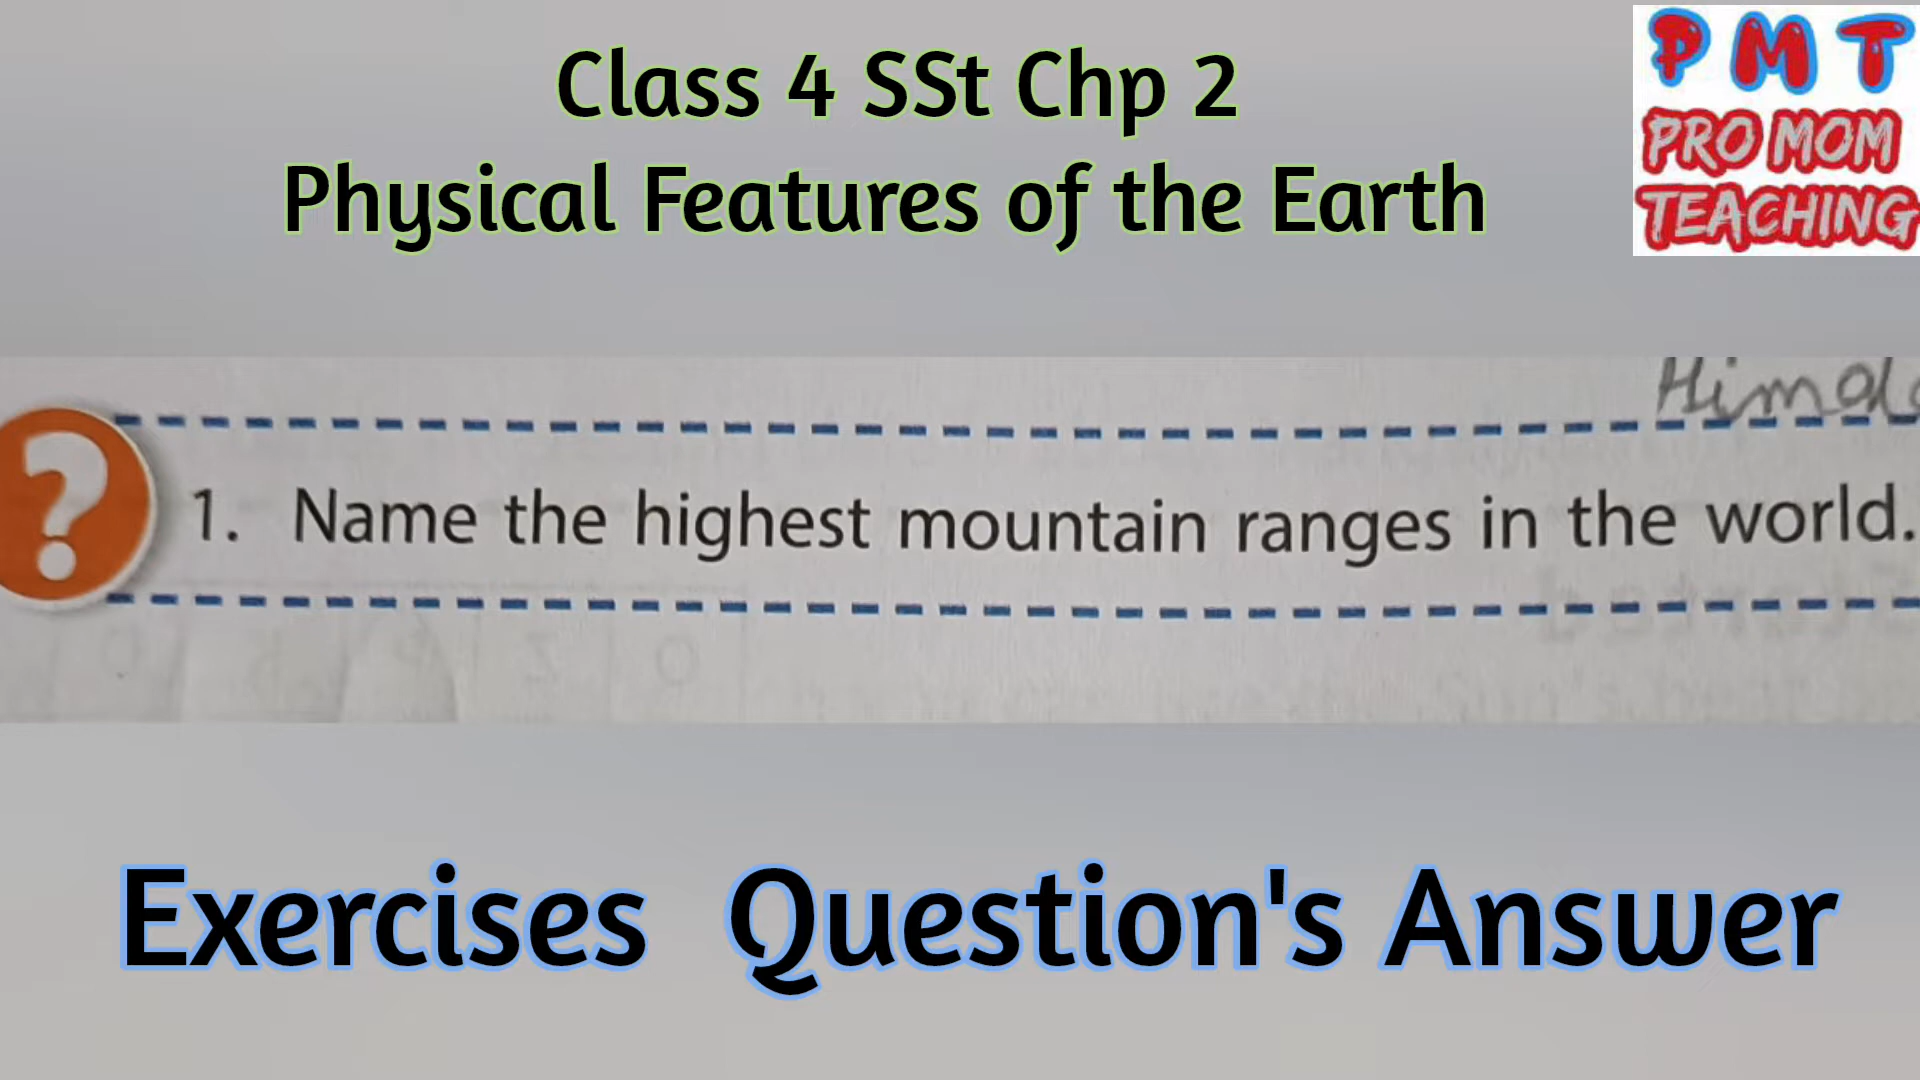 Class 4 SSt Chp 2
Physical Features of the Earth
PMT
PRO MOM
TEACHING
?
1. Name the highest mountain ranges in the world.
Exercises Question's Answer